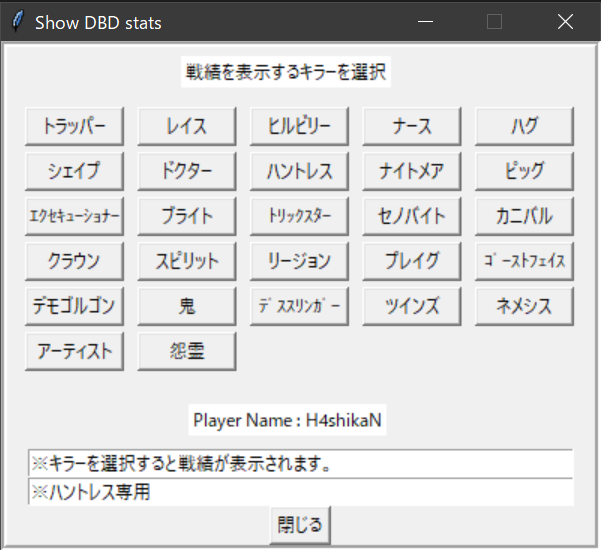 Show DBD stats
戦績を表示するキラーを選択
トラッパー レイス ヒルビリー ナース ハグ
シェイプ ドクター ハントレス ナイトメア ピッグ
ｴｸｾｷｭｰｼｮﾅｰ ブライト ﾄﾘｯｸｽﾀｰ セノバイト カニバル
クラウン スピリット リージョン プレイグ ｺﾞｰｽﾄﾌｪｲｽ
デモゴルゴン 鬼 ﾃﾞｽｽﾘﾝｶﾞｰ ツインズ ネメシス
アーティスト 怨霊
Player Name : H4shikaN
※キラーを選択すると戦績が表示されます。
※ハントレス専用
閉じる